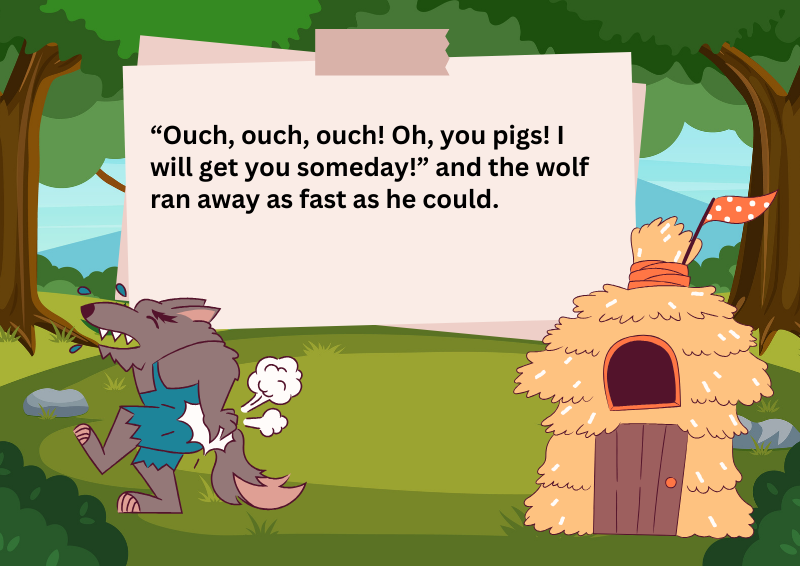 “Ouch, ouch, ouch! Oh, you pigs! I
will get you someday!” and the wolf
ran away as fast as he could.